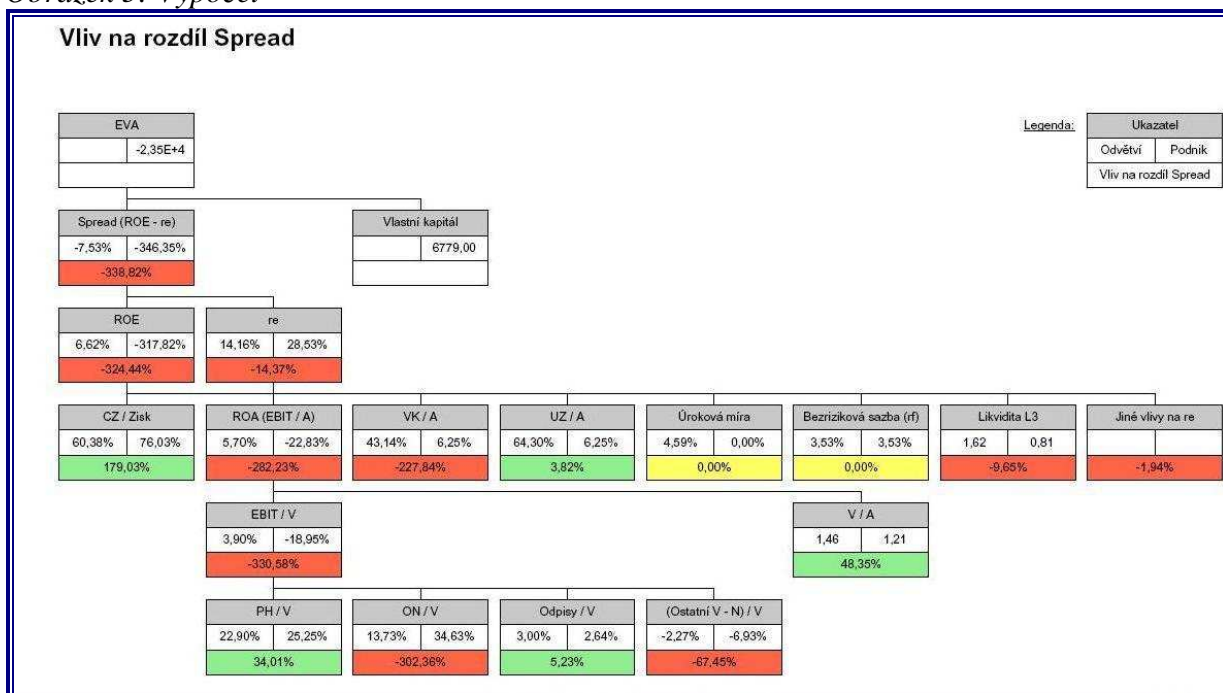 Obrázek 5: Výpočet
Vliv na rozdíl Spread
EVA
-2,35E+4
Legenda:
Ukazatel
Odvětví Podnik
Vliv na rozdíl Spread
Spread (ROE - re)
-7,53% -346,35%
-338,82%
Vlastní kapitál
6779,00
ROE
6,62% -317,82%
-324,44%
re
14,16% 28,53%
-14,37%
CZ / Zisk
60,38% 76,03%
179,03%
ROA (EBIT / A)
5,70% -22,83%
-282,23%
VK / A
43,14% 6,25%
-227,84%
UZ / A
64,30% 6,25%
3,82%
Úroková míra
4,59% 0,00%
0,00%
Bezriziková sazba (rf)
3,53% 3,53%
0,00%
Likvidita L3
1,62 0,81
-9,65%
Jiné vlivy na re
-1,94%
EBIT / V
3,90% -18,95%
-330,58%
V / A
1,46 1,21
48,35%
PH / V
22,90% 25,25%
34,01%
ON / V
13,73% 34,63%
-302,36%
Odpisy / V
3,00% 2,64%
5,23%
(Ostatní V - N) / V
-2,27% -6,93%
-67,45%